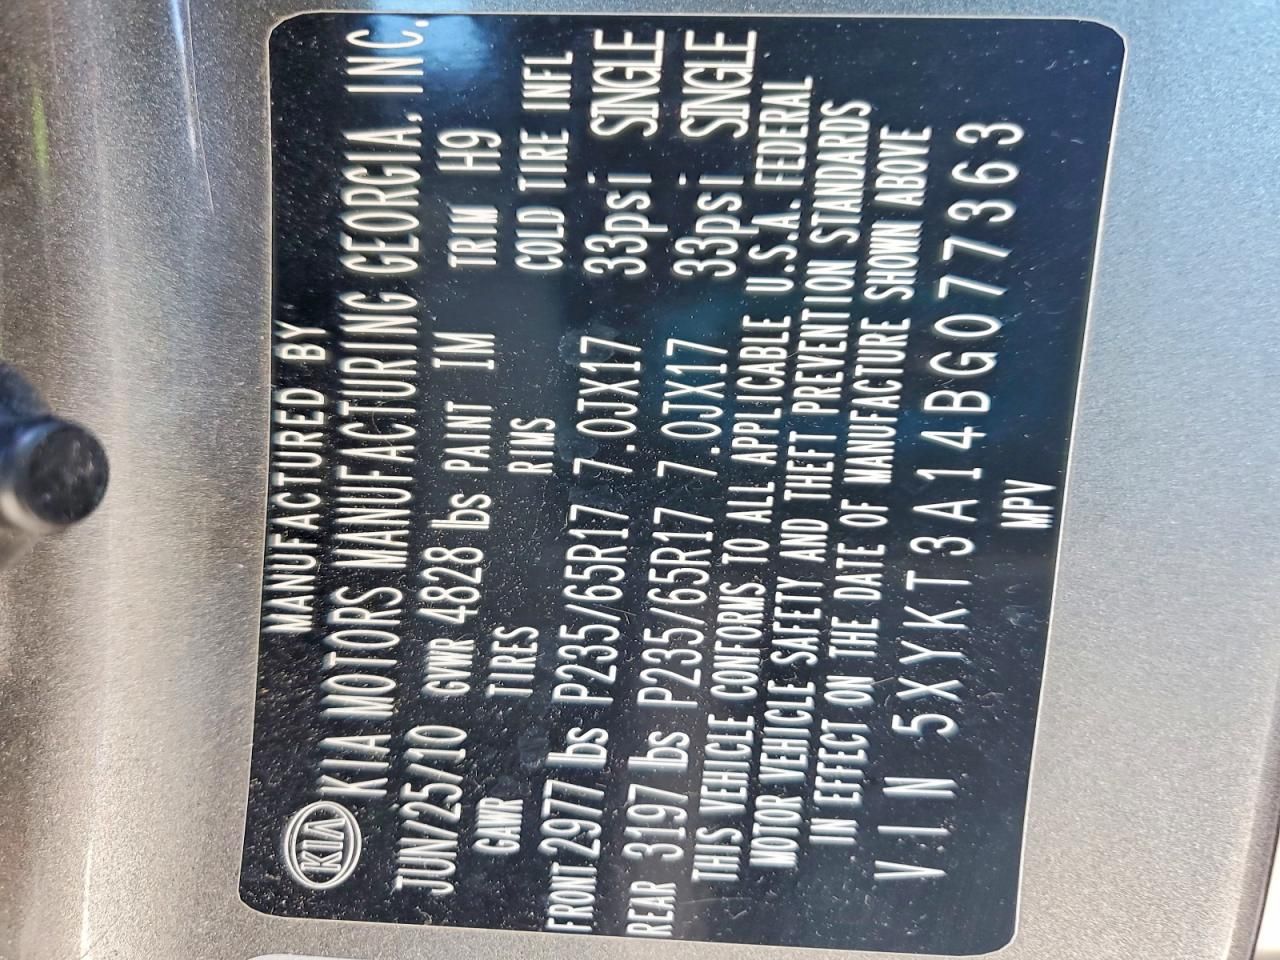 MANUFACTURED BY
KIA KIA MOTORS MANUFACTURING GEORGIA, INC.
JUN/25/10 GVWR 4828 lbs PAINT IM TRIM H9
GAWR TIRES RIMS COLD TIRE INFL
FRONT 2977 lbs P235/65R17 7.0JX17 33psi SINGLE
REAR 3197 lbs P235/65R17 7.0JX17 33psi SINGLE
THIS VEHICLE CONFORMS TO ALL APPLICABLE U.S.A. FEDERAL
MOTOR VEHICLE SAFETY AND THEFT PREVENTION STANDARDS
IN EFFECT ON THE DATE OF MANUFACTURE SHOWN ABOVE
V.I.N 5XYKT3A14BG077363
MPV